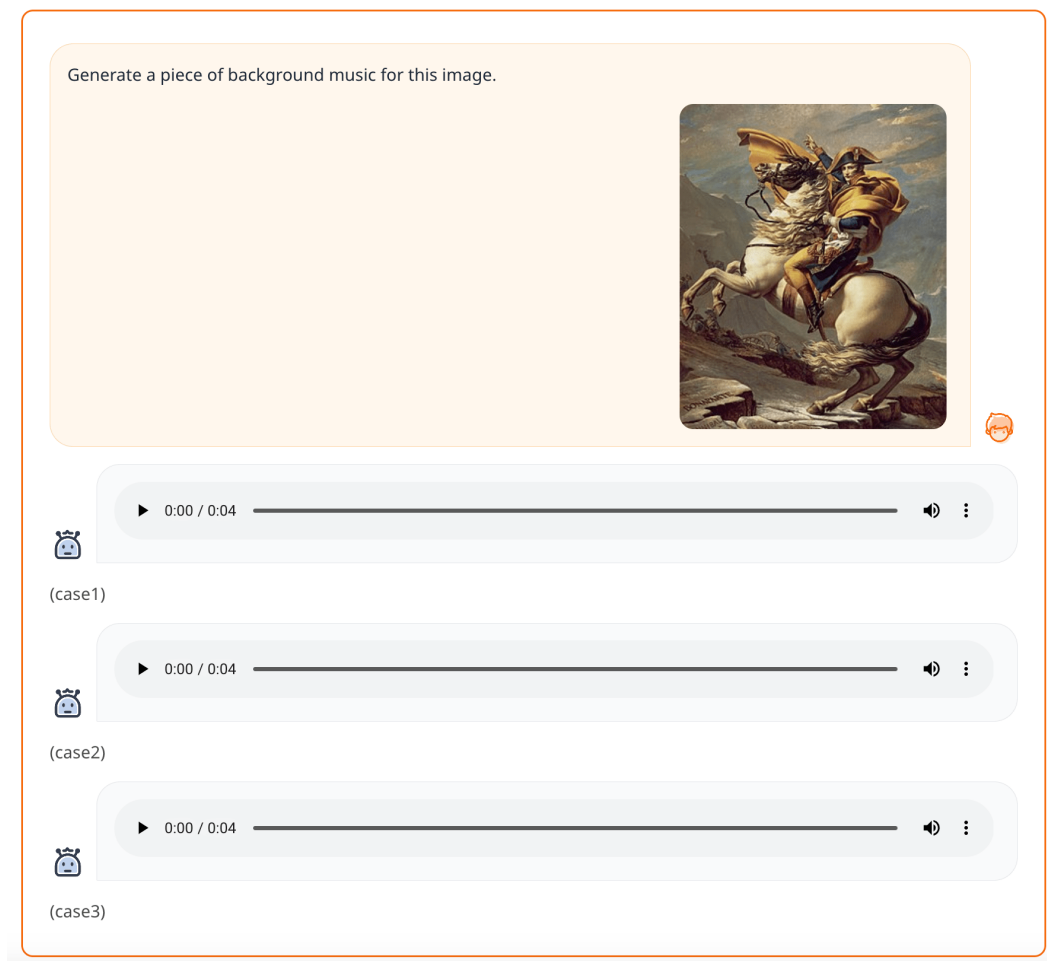 Generate a piece of background music for this image.
BONAPARTE
0:00 / 0:04
(case1)
0:00 / 0:04
(case2)
0:00 / 0:04
(case3)